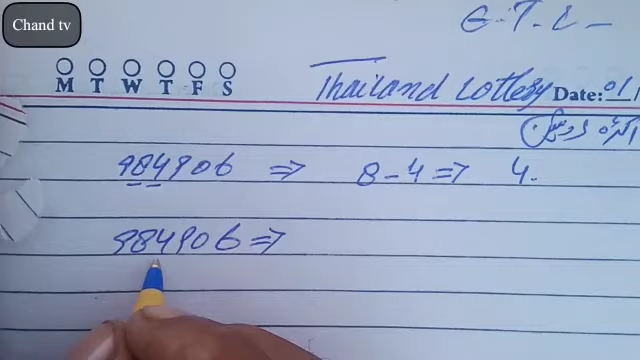 Chand tv
G.T.L -
M T W T F S
Thailand Lottery Date: 01/
984906 ⇒ 8-4 ⇒ 4.
984906 ⇒